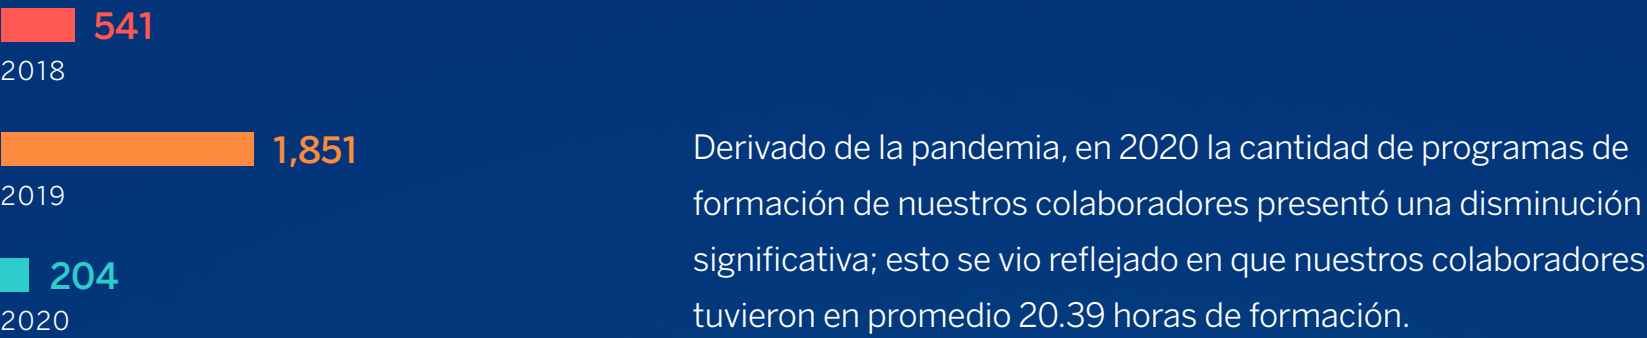 541
2018
1,851
2019
204
2020
Derivado de la pandemia, en 2020 la cantidad de programas de
formación de nuestros colaboradores presentó una disminución
significativa; esto se vio reflejado en que nuestros colaboradores
tuvieron en promedio 20.39 horas de formación.